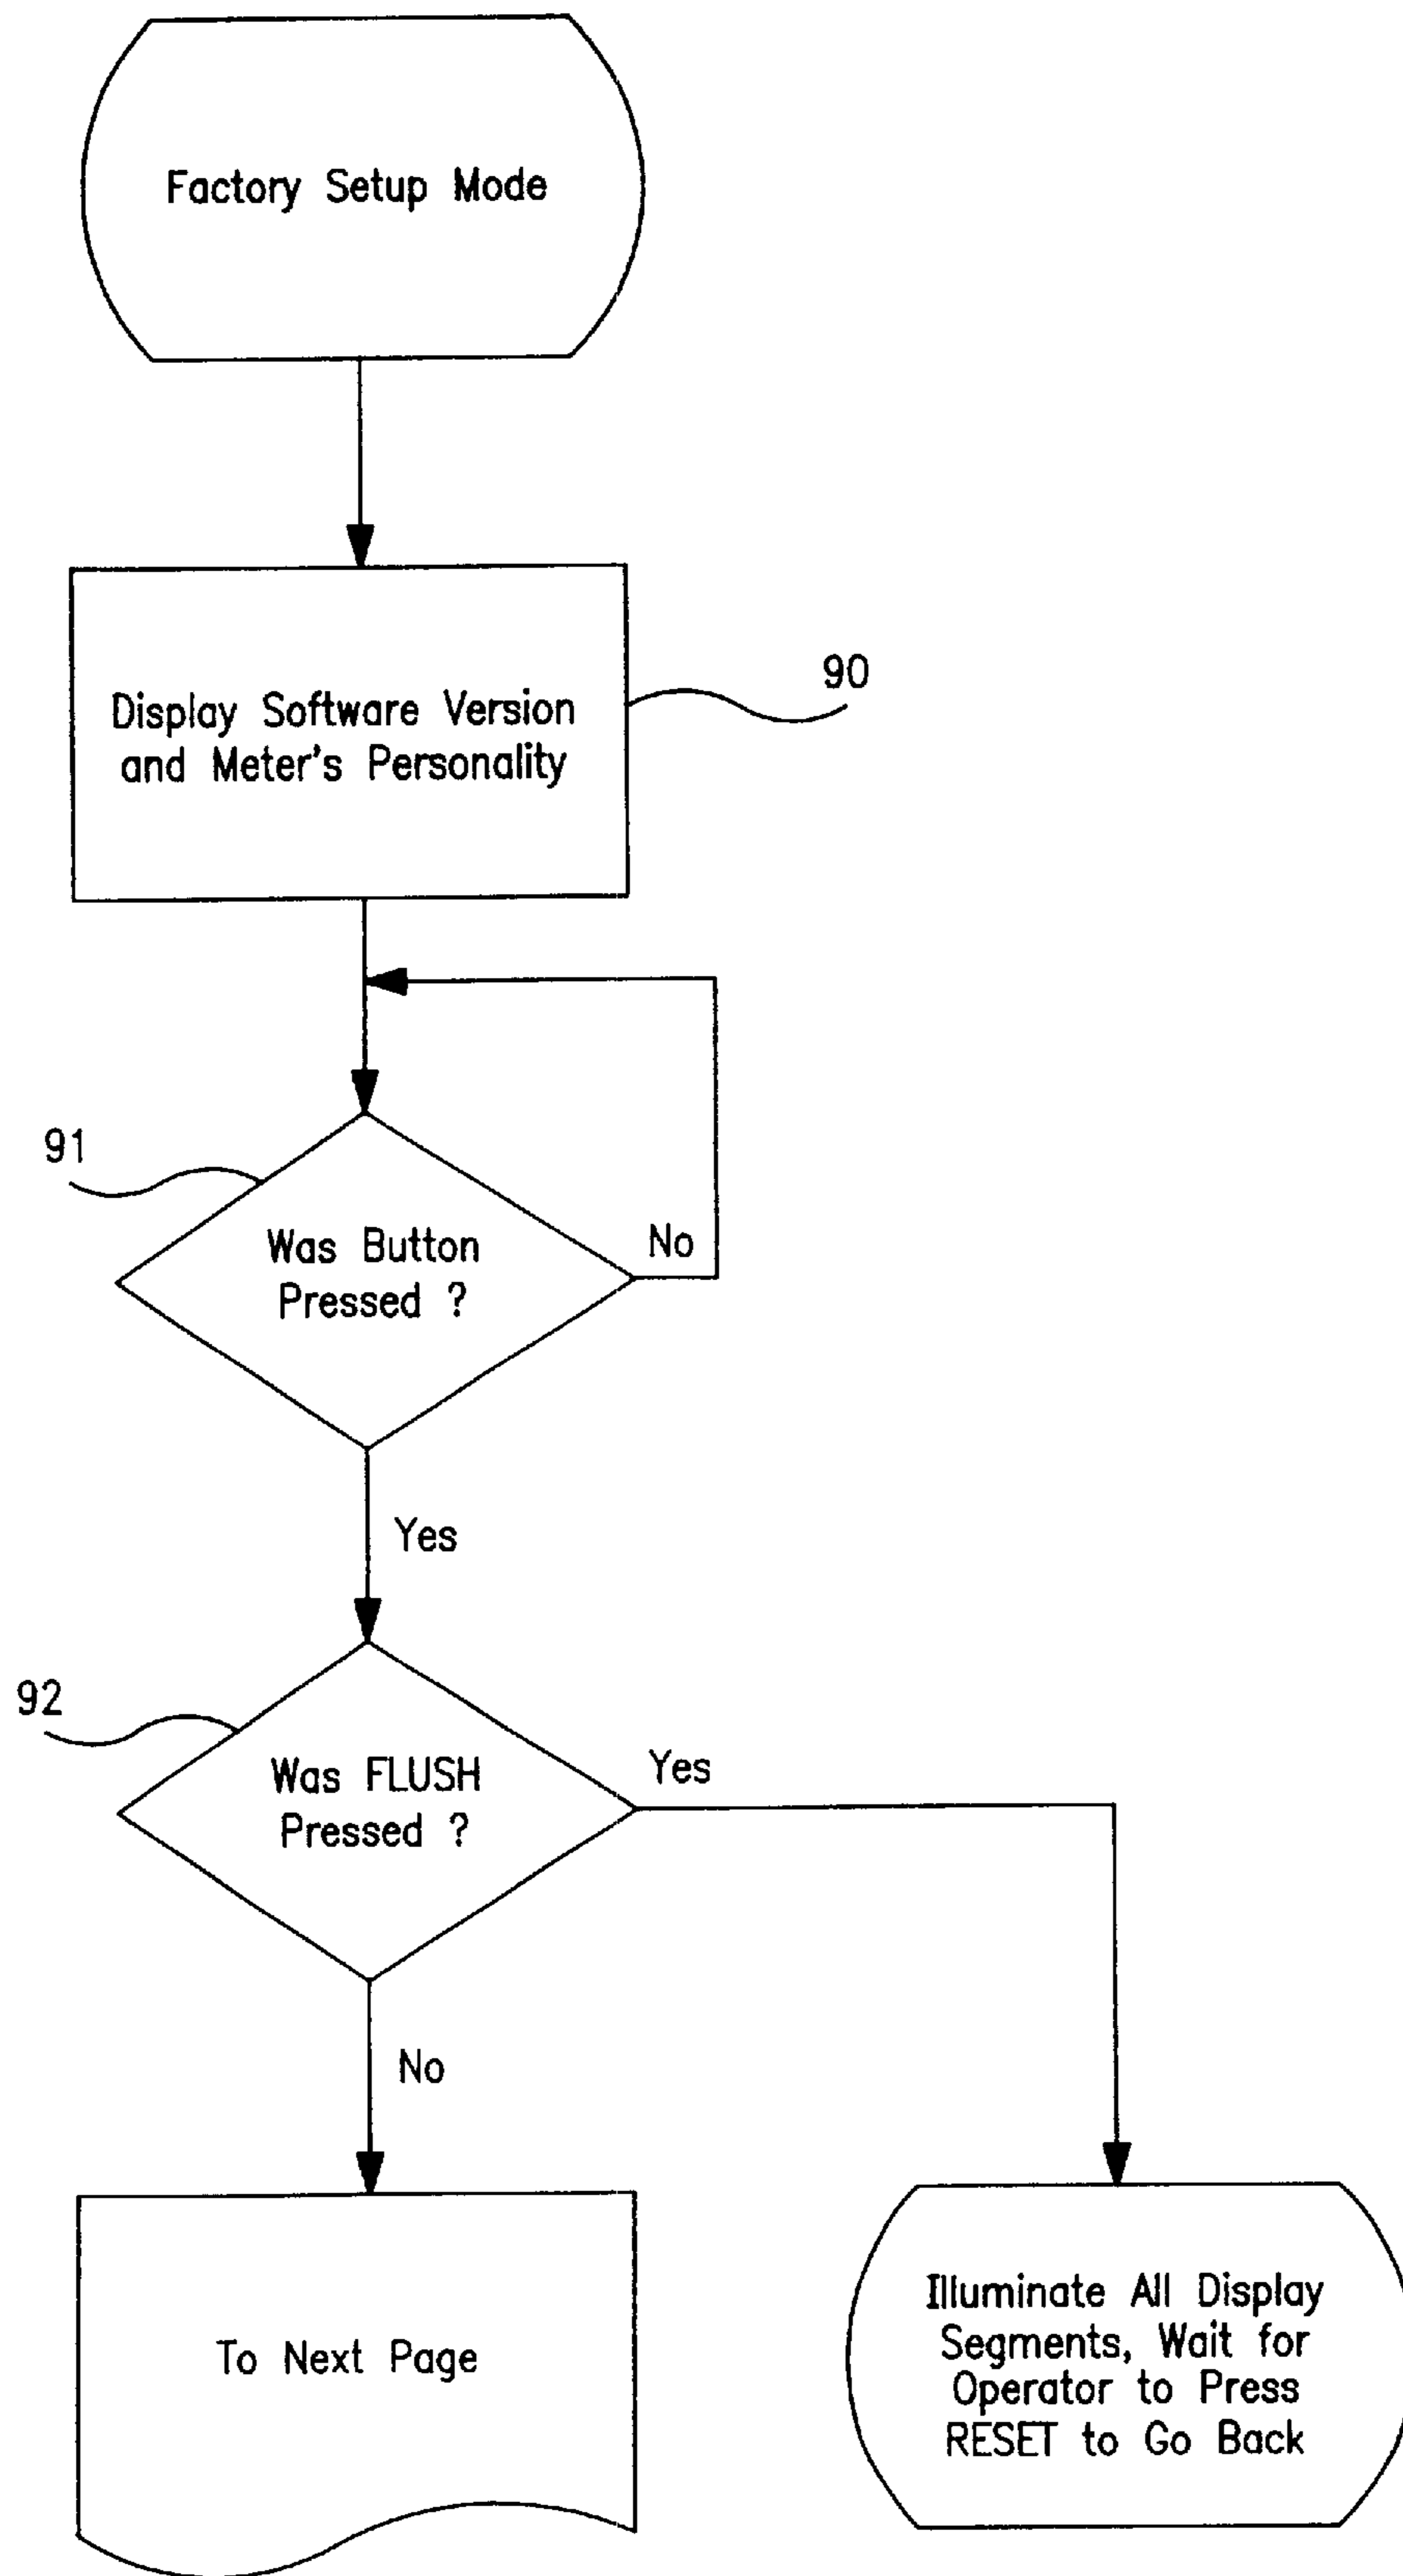 Factory Setup Mode
Display Software Version
and Meter's Personality
90
91
Was Button
Pressed ?
No
Yes
92
Was FLUSH
Pressed ?
Yes
No
To Next Page
Illuminate All Display
Segments, Wait for
Operator to Press
RESET to Go Back